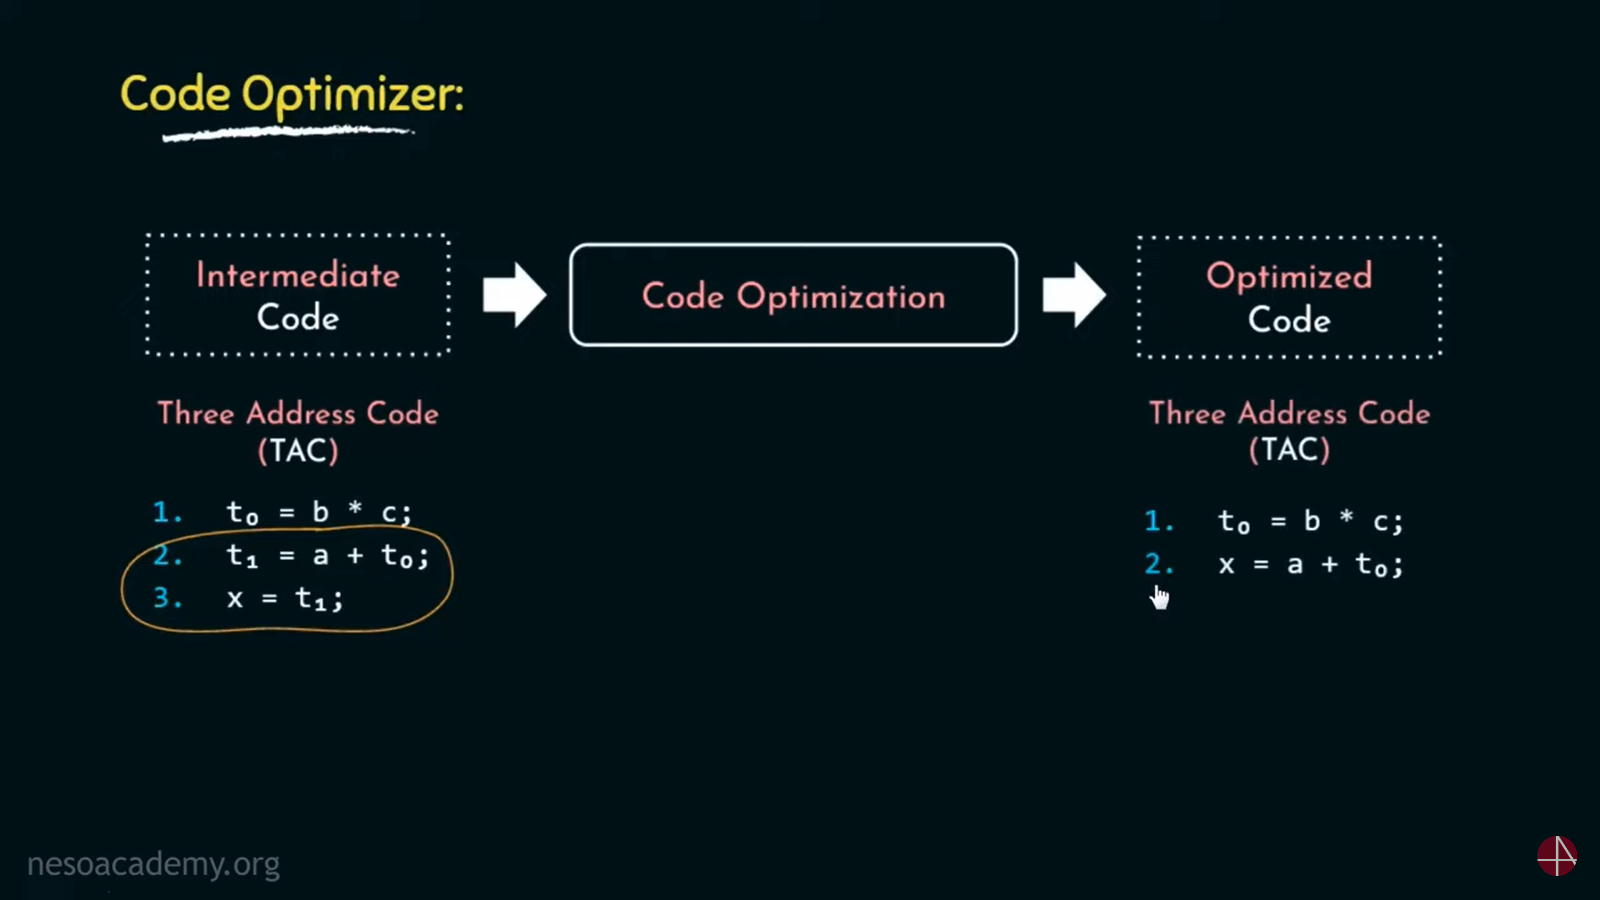 Code Optimizer:
Intermediate
Code
Code Optimization
Optimized
Code
Three Address Code
(TAC)
1. t₀ = b * c;
2. t₁ = a + t₀;
3. x = t₁;
Three Address Code
(TAC)
1. t₀ = b * c;
2. x = a + t₀;
nesoacademy.org